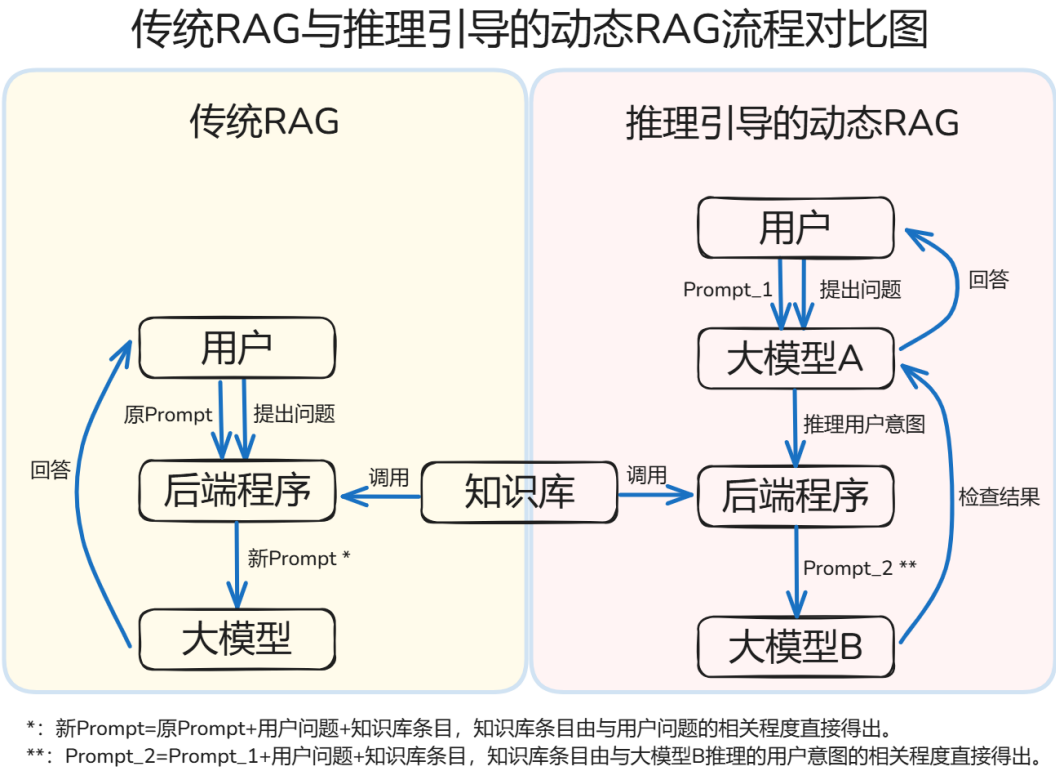 传统RAG与推理引导的动态RAG流程对比图
传统RAG
用户
原Prompt
提出问题
回答
后端程序
调用
知识库
新Prompt *
大模型
推理引导的动态RAG
用户
Prompt_1
提出问题
回答
大模型A
推理用户意图
调用
后端程序
检查结果
Prompt_2 **
大模型B
*：新Prompt=原Prompt+用户问题+知识库条目，知识库条目由与用户问题的相关程度直接得出。
**：Prompt_2=Prompt_1+用户问题+知识库条目，知识库条目由与大模型B推理的用户意图的相关程度直接得出。